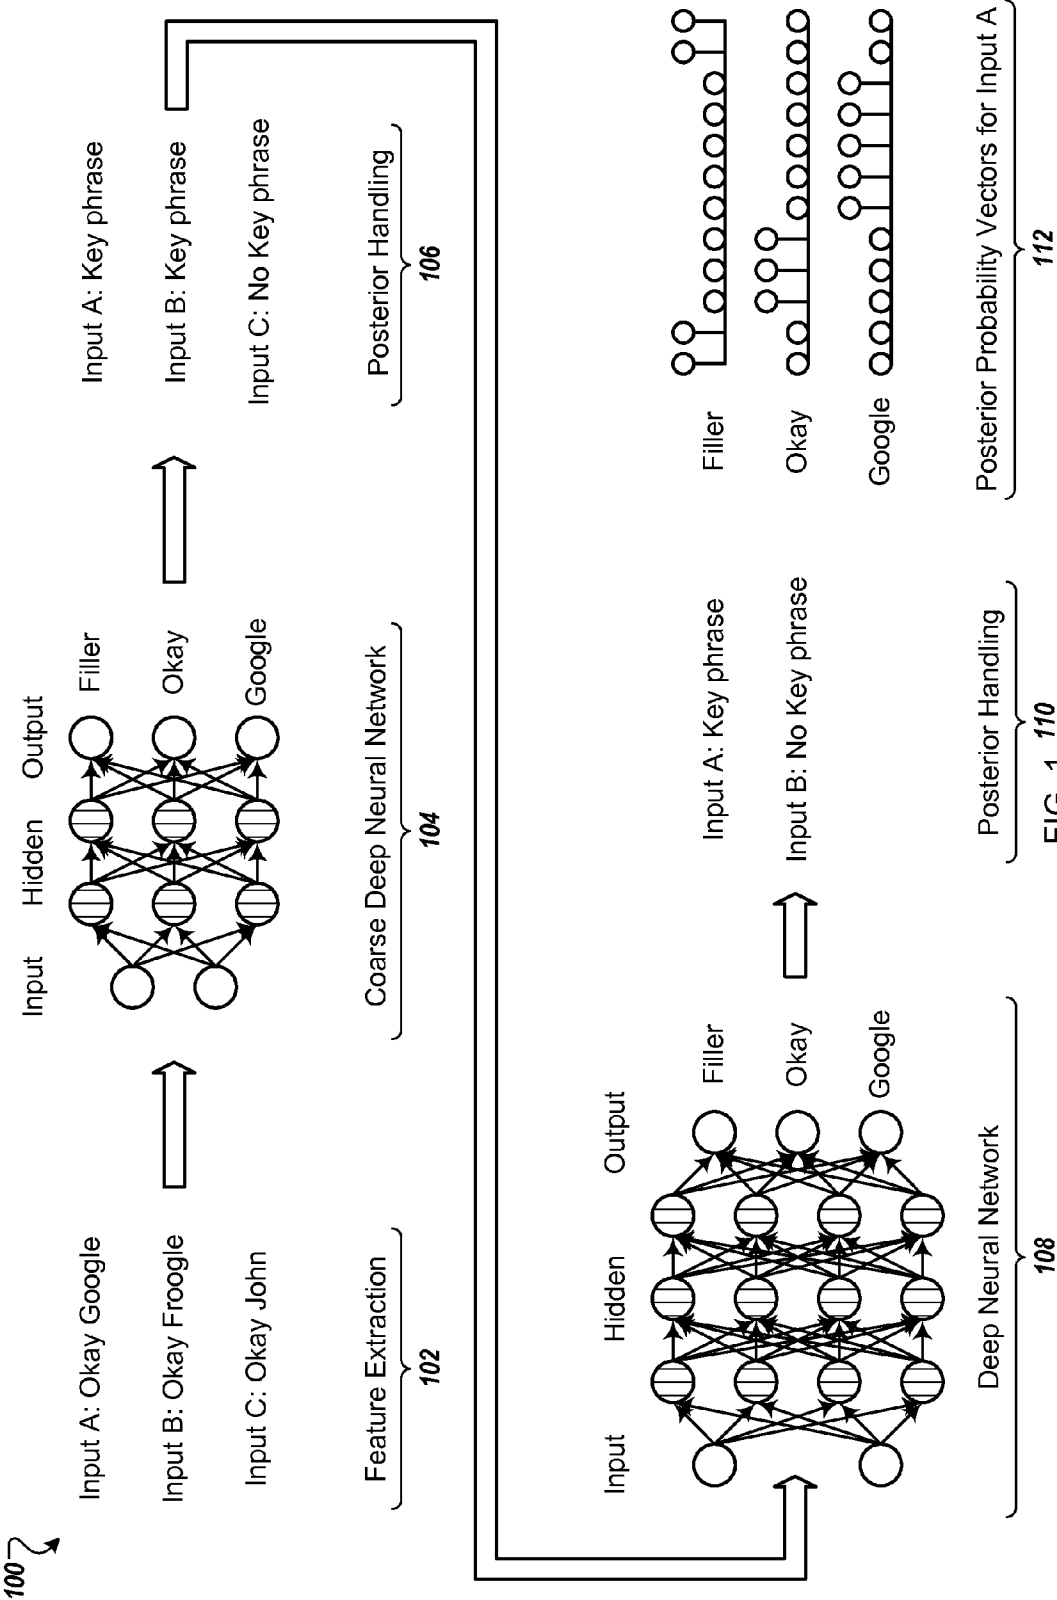 100
Input A: Okay Google
Input B: Okay Froogle
Input C: Okay John
Feature Extraction
102
Input
Hidden
Output
Filler
Okay
Google
Coarse Deep Neural Network
104
Input A: Key phrase
Input B: Key phrase
Input C: No Key phrase
Posterior Handling
106
Input
Hidden
Output
Filler
Okay
Google
Deep Neural Network
108
Input A: Key phrase
Input B: No Key phrase
Posterior Handling
110
Filler
Okay
Google
Posterior Probability Vectors for Input A
112
FIG. 1